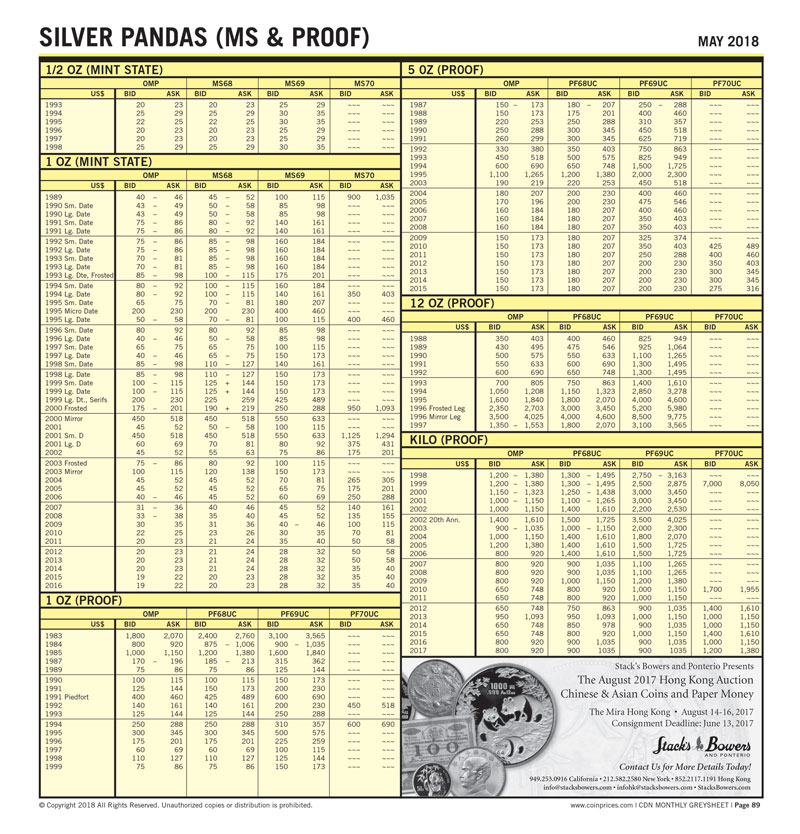 SILVER PANDAS (MS & PROOF)
MAY 2018
1/2 OZ (MINT STATE)
OMP MS68 MS69 MS70
US$ BID ASK BID ASK BID ASK BID ASK
1993 20 23 20 23 25 29 ~~~ ~~~
1994 25 29 25 29 30 35 ~~~ ~~~
1995 22 25 22 25 30 35 ~~~ ~~~
1996 20 23 20 23 25 29 ~~~ ~~~
1997 20 23 20 23 25 29 ~~~ ~~~
1998 25 29 25 29 30 35 ~~~ ~~~
1 OZ (MINT STATE)
OMP MS68 MS69 MS70
US$ BID ASK BID ASK BID ASK BID ASK
1989 40 – 46 45 – 52 100 115 900 1,035
1990 Sm. Date 43 – 49 50 – 58 85 98 ~~~ ~~~
1990 Lg. Date 43 – 49 50 – 58 85 98 ~~~ ~~~
1991 Sm. Date 75 – 86 80 – 92 140 161 ~~~ ~~~
1991 Lg. Date 75 – 86 80 – 92 140 161 ~~~ ~~~
1992 Sm. Date 75 – 86 85 – 98 160 184 ~~~ ~~~
1992 Lg. Date 75 – 86 85 – 98 160 184 ~~~ ~~~
1993 Sm. Date 70 – 81 85 – 98 160 184 ~~~ ~~~
1993 Lg. Date 70 – 81 85 – 98 160 184 ~~~ ~~~
1993 Lg. Dte, Frosted 85 – 98 100 – 115 175 201 ~~~ ~~~
1994 Sm. Date 80 – 92 100 – 115 160 184 ~~~ ~~~
1994 Lg. Date 80 – 92 100 – 115 140 161 350 403
1995 Sm. Date 65 75 70 – 81 180 207 ~~~ ~~~
1995 Micro Date 200 230 200 230 400 460 ~~~ ~~~
1995 Lg. Date 50 – 58 70 – 81 100 115 400 460
1996 Sm. Date 80 92 80 92 85 98 ~~~ ~~~
1996 Lg. Date 40 – 46 50 – 58 85 98 ~~~ ~~~
1997 Sm. Date 65 75 65 75 100 115 ~~~ ~~~
1997 Lg. Date 40 – 46 65 – 75 150 173 ~~~ ~~~
1998 Sm. Date 85 – 98 110 – 127 140 161 ~~~ ~~~
1998 Lg. Date 85 – 98 110 – 127 150 173 ~~~ ~~~
1999 Sm. Date 100 – 115 125 + 144 150 173 ~~~ ~~~
1999 Lg. Date 100 – 115 125 + 144 150 173 ~~~ ~~~
1999 Lg. Dt., Serifs 200 230 225 259 425 489 ~~~ ~~~
2000 Frosted 175 – 201 190 + 219 250 288 950 1,093
2000 Mirror 450 518 450 518 550 633 ~~~ ~~~
2001 45 52 50 – 58 100 115 ~~~ ~~~
2001 Sm. D 450 518 450 518 550 633 1,125 1,294
2001 Lg. D 60 69 70 81 80 92 375 431
2002 45 52 55 63 75 86 175 201
2003 Frosted 75 – 86 80 92 100 115 ~~~ ~~~
2003 Mirror 100 115 120 138 150 173 ~~~ ~~~
2004 45 52 45 52 70 81 265 305
2005 45 52 45 52 65 75 175 201
2006 40 – 46 45 52 60 69 250 288
2007 31 – 36 40 46 45 52 140 161
2008 33 – 38 35 40 45 52 135 155
2009 30 35 31 36 40 – 46 100 115
2010 22 25 23 26 30 35 70 81
2011 20 23 21 24 35 40 50 58
2012 20 23 21 24 28 32 50 58
2013 20 23 21 24 28 32 50 58
2014 20 23 21 24 28 32 35 40
2015 19 22 20 23 28 32 35 40
2016 19 22 20 23 28 32 35 40
1 OZ (PROOF)
OMP PF68UC PF69UC PF70UC
US$ BID ASK BID ASK BID ASK BID ASK
1983 1,800 2,070 2,400 2,760 3,100 3,565 ~~~ ~~~
1984 800 920 875 – 1,006 900 – 1,035 ~~~ ~~~
1985 1,000 1,150 1,200 1,380 1,600 1,840 ~~~ ~~~
1987 170 – 196 185 – 213 315 362 ~~~ ~~~
1989 75 86 75 86 125 144 ~~~ ~~~
1990 100 115 100 115 150 173 ~~~ ~~~
1991 125 144 150 173 200 230 ~~~ ~~~
1991 Piedfort 400 460 425 489 600 690 ~~~ ~~~
1992 140 161 140 161 200 230 450 518
1993 125 144 125 144 250 288 ~~~ ~~~
1994 250 288 250 288 310 357 600 690
1995 300 345 300 345 500 575 ~~~ ~~~
1996 175 201 175 201 225 259 ~~~ ~~~
1997 60 69 60 69 100 115 ~~~ ~~~
1998 110 127 110 127 125 144 ~~~ ~~~
1999 75 86 75 86 150 173 ~~~ ~~~
5 OZ (PROOF)
OMP PF68UC PF69UC PF70UC
US$ BID ASK BID ASK BID ASK BID ASK
1987 150 – 173 180 – 207 250 – 288 ~~~ ~~~
1988 150 173 175 201 400 460 ~~~ ~~~
1989 220 253 250 288 310 357 ~~~ ~~~
1990 250 288 300 345 450 518 ~~~ ~~~
1991 260 299 300 345 625 719 ~~~ ~~~
1992 330 380 350 403 750 863 ~~~ ~~~
1993 450 518 500 575 825 949 ~~~ ~~~
1994 600 690 650 748 1,500 1,725 ~~~ ~~~
1995 1,100 1,265 1,200 1,380 2,000 2,300 ~~~ ~~~
2003 190 219 220 253 450 518 ~~~ ~~~
2004 180 207 200 230 400 460 ~~~ ~~~
2005 170 196 200 230 475 546 ~~~ ~~~
2006 160 184 180 207 400 460 ~~~ ~~~
2007 160 184 180 207 350 403 ~~~ ~~~
2008 160 184 180 207 350 403 ~~~ ~~~
2009 150 173 180 207 325 374 ~~~ ~~~
2010 150 173 180 207 350 403 425 489
2011 150 173 180 207 250 288 400 460
2012 150 173 180 207 200 230 350 403
2013 150 173 180 207 200 230 300 345
2014 150 173 180 207 200 230 300 345
2015 150 173 180 207 200 230 275 316
12 OZ (PROOF)
OMP PF68UC PF69UC PF70UC
US$ BID ASK BID ASK BID ASK BID ASK
1988 350 403 400 460 825 949 ~~~ ~~~
1989 430 495 475 546 925 1,064 ~~~ ~~~
1990 500 575 550 633 1,100 1,265 ~~~ ~~~
1991 550 633 600 690 1,300 1,495 ~~~ ~~~
1992 600 690 650 748 1,300 1,495 ~~~ ~~~
1993 700 805 750 863 1,400 1,610 ~~~ ~~~
1994 1,050 1,208 1,150 1,323 2,850 3,278 ~~~ ~~~
1995 1,600 1,840 1,800 2,070 4,000 4,600 ~~~ ~~~
1996 Frosted Leg 2,350 2,703 3,000 3,450 5,200 5,980 ~~~ ~~~
1996 Mirror Leg 3,500 4,025 4,000 4,600 8,500 9,775 ~~~ ~~~
1997 1,350 – 1,553 1,800 2,070 3,100 3,565 ~~~ ~~~
KILO (PROOF)
OMP PF68UC PF69UC PF70UC
US$ BID ASK BID ASK BID ASK BID ASK
1998 1,200 – 1,380 1,300 – 1,495 2,750 – 3,163 ~~~ ~~~
1999 1,200 – 1,380 1,300 – 1,495 2,500 2,875 7,000 8,050
2000 1,150 – 1,323 1,250 – 1,438 3,000 3,450 ~~~ ~~~
2001 1,000 – 1,150 1,100 – 1,265 3,000 3,450 ~~~ ~~~
2002 1,000 1,150 1,400 1,610 2,200 2,530 ~~~ ~~~
2002 20th Ann. 1,400 1,610 1,500 1,725 3,500 4,025 ~~~ ~~~
2003 900 – 1,035 1,000 – 1,150 2,000 2,300 ~~~ ~~~
2004 1,000 1,150 1,400 1,610 1,800 2,070 ~~~ ~~~
2005 1,200 1,380 1,400 1,610 1,500 1,725 ~~~ ~~~
2006 800 920 1,400 1,610 1,500 1,725 ~~~ ~~~
2007 800 920 900 1,035 1,100 1,265 ~~~ ~~~
2008 800 920 900 1,035 1,100 1,265 ~~~ ~~~
2009 800 920 1,000 1,150 1,200 1,380 ~~~ ~~~
2010 650 748 800 920 1,000 1,150 1,700 1,955
2011 650 748 800 920 1,000 1,150 ~~~ ~~~
2012 650 748 750 863 900 1,035 1,400 1,610
2013 950 1,093 950 1,093 1,000 1,150 1,000 1,150
2014 650 748 850 978 900 1,035 1,000 1,150
2015 650 748 800 920 1,000 1,150 1,400 1,610
2016 800 920 900 1,035 900 1,035 1,000 1,150
2017 800 920 900 1035 900 1035 1,200 1,380
Stack's Bowers and Ponterio Presents
The August 2017 Hong Kong Auction
Chinese & Asian Coins and Paper Money
The Mira Hong Kong • August 14-16, 2017
Consignment Deadline: June 13, 2017
Stack's Bowers
AND PONTERIO
Contact Us for More Details Today!
949.253.0916 California • 212.582.2580 New York • 852.2117.1191 Hong Kong
info@stacksbowers.com • infohk@stacksbowers.com • StacksBowers.com
© Copyright 2018 All Rights Reserved. Unauthorized copies or distribution is prohibited.
www.coinprices.com | CDN MONTHLY GREYSHEET | Page 89